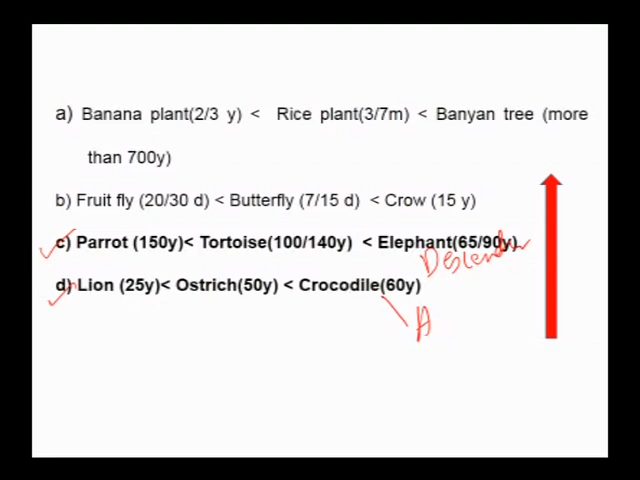 a) Banana plant(2/3 y) < Rice plant(3/7m) < Banyan tree (more
than 700y)
b) Fruit fly (20/30 d) < Butterfly (7/15 d) < Crow (15 y)
c) Parrot (150y)< Tortoise(100/140y) < Elephant(65/90y)
d) Lion (25y)< Ostrich(50y) < Crocodile(60y)
A